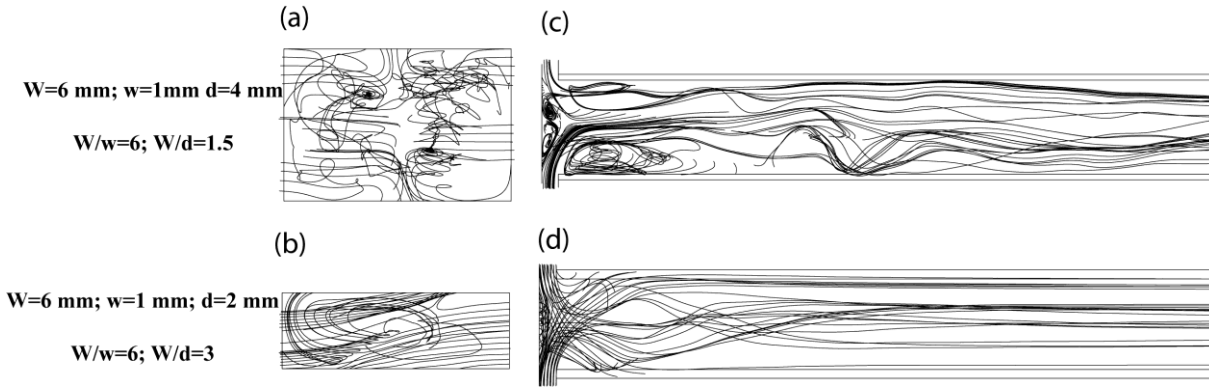 (a)
(c)
W=6 mm; w=1mm d=4 mm
W/w=6; W/d=1.5
(b)
(d)
W=6 mm; w=1 mm; d=2 mm
W/w=6; W/d=3